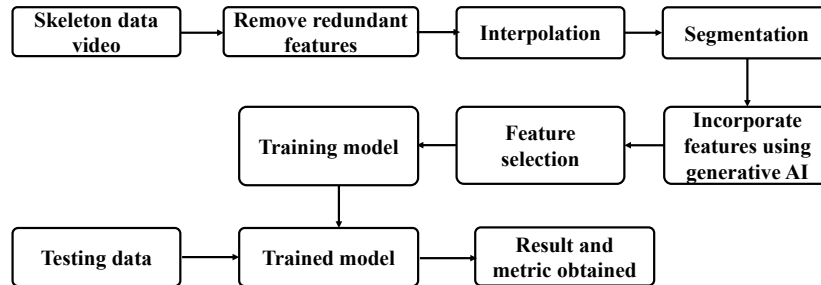 Skeleton data
video
Remove redundant
features
Interpolation
Segmentation
Incorporate
features using
generative AI
Feature
selection
Training model
Testing data
Trained model
Result and
metric obtained